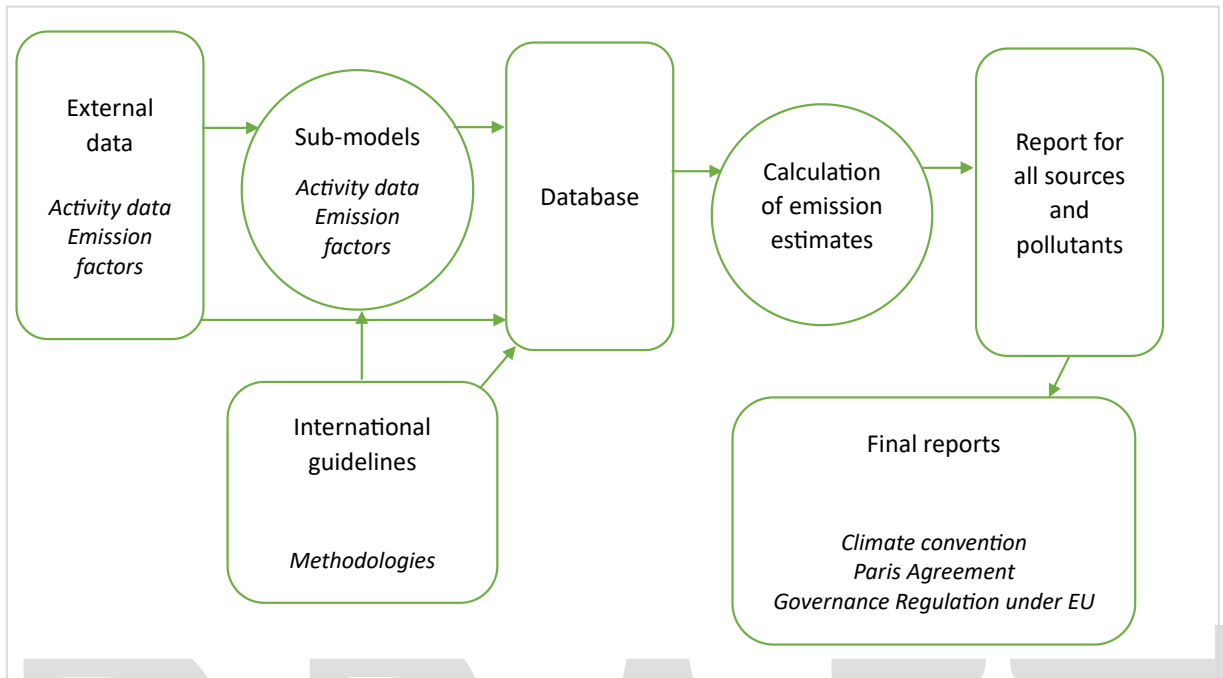 External
data
Activity data
Emission
factors
Sub-models
Activity data
Emission
factors
Database
Calculation
of emission
estimates
Report for
all sources
and
pollutants
International
guidelines
Methodologies
Final reports
Climate convention
Paris Agreement
Governance Regulation under EU